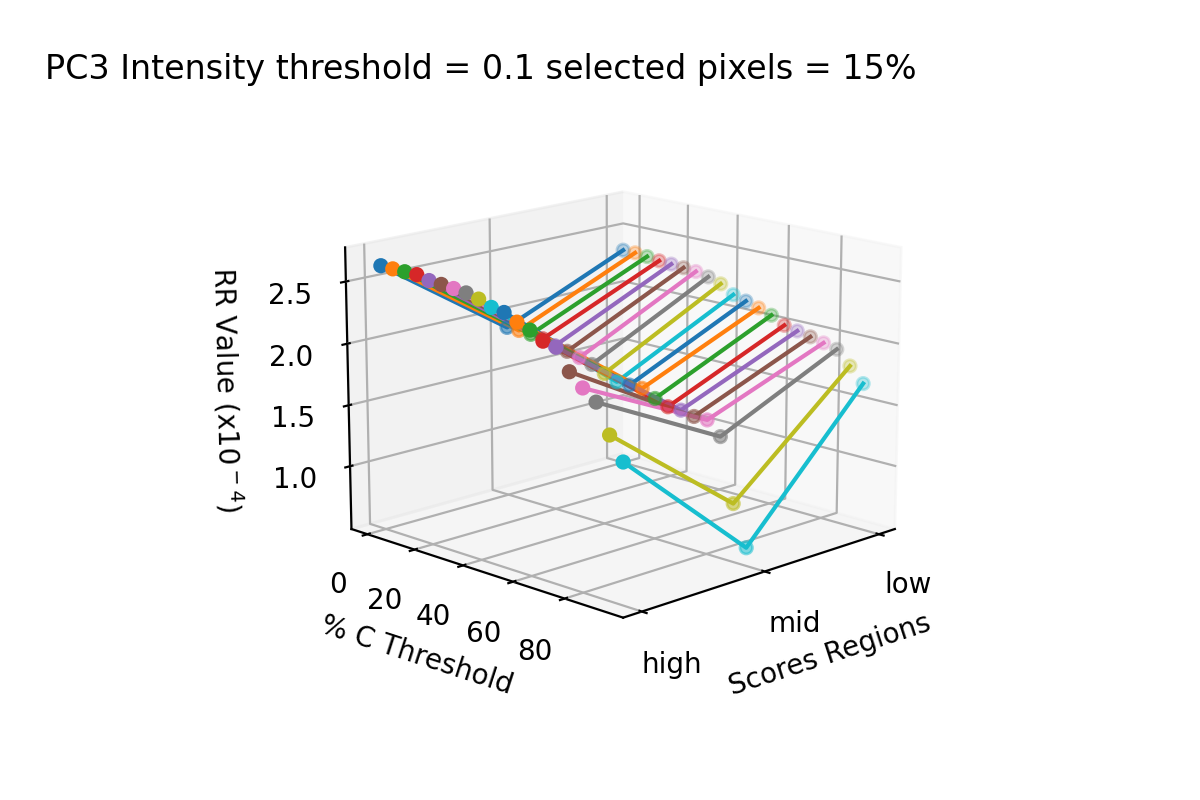 PC3 Intensity threshold = 0.1 selected pixels = 15%
RR Value (x10⁻⁴)
2.5
2.0
1.5
1.0
0
20
40
60
80
% C Threshold
high
mid
low
Scores Regions